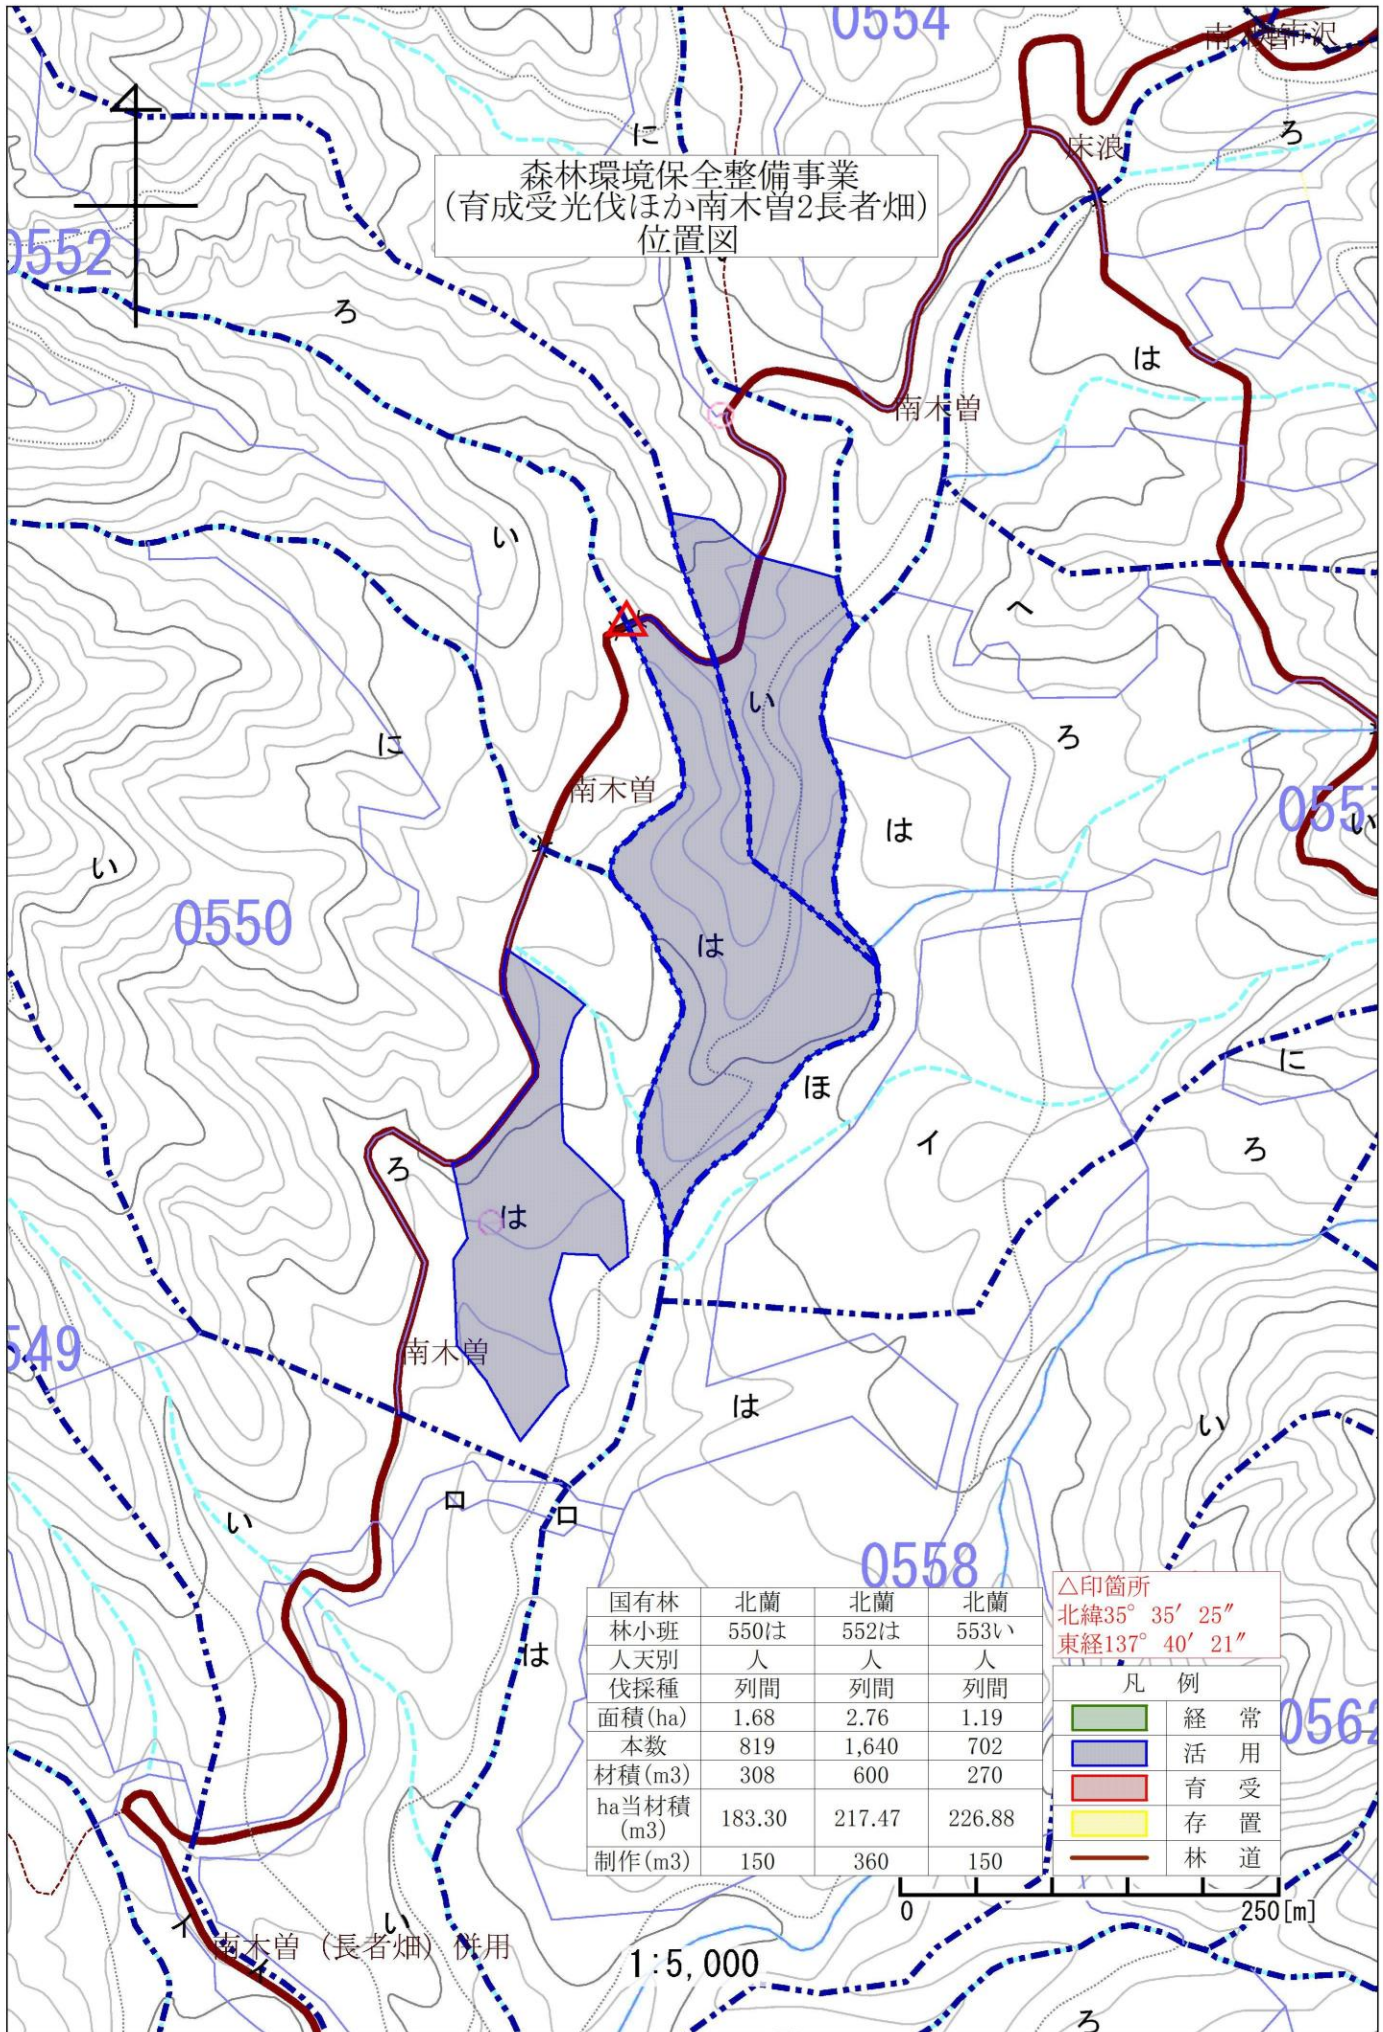 0554
南木曽
床浪
ろ
に
森林環境保全整備事業
(育成受光伐ほか南木曽2長者畑)
位置図
0552
ろ
は
南木曽
い
へ
い
ろ
に
南木曽
は
い
0550
は
に
ほ
イ
ろ
ろ
は
南木曽
は
い
ロ
ロ
い
0558
国有林 北蘭 北蘭 北蘭
林小班 550は 552は 553い
人天別 人 人 人
伐採種 列間 列間 列間
面積(ha) 1.68 2.76 1.19
本数 819 1,640 702
材積(m3) 308 600 270
ha当材積(m3) 183.30 217.47 226.88
制作(m3) 150 360 150
△印箇所
北緯35° 35′ 25″
東経137° 40′ 21″
凡 例
経 常
活 用
育 受
存 置
林 道
は
0 250[m]
1:5,000
イ
い
南木曽（長者畑）併用
イ
ろ